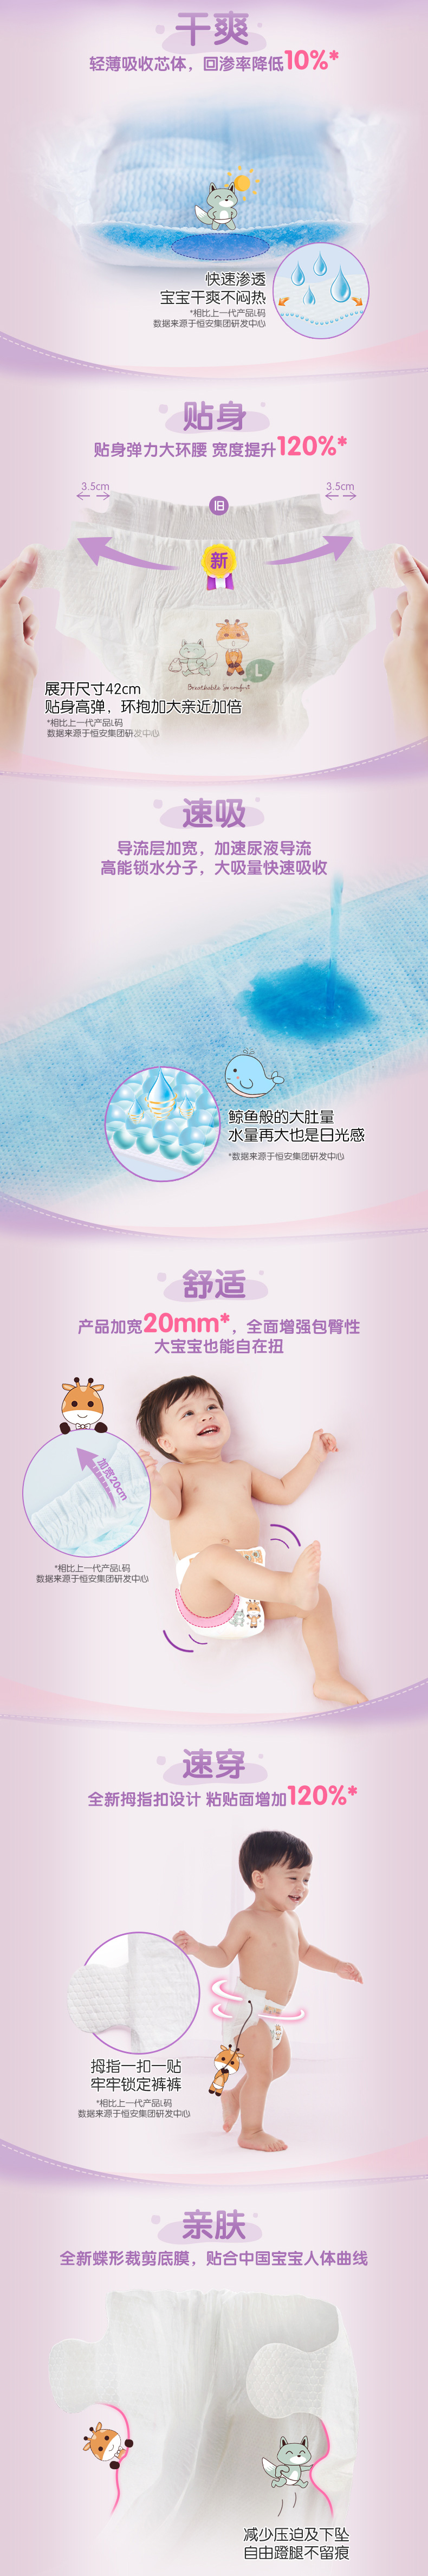 干爽
轻薄吸收芯体，回渗率降低10%*
快速渗透
宝宝干爽不闷热
*相比上一代产品L码
数据来源于恒安集团研发中心
贴身
贴身弹力大环腰 宽度提升120%*
3.5cm
3.5cm
旧
新
L
Breathable So comfort
展开尺寸42cm
贴身高弹，环抱加大亲近加倍
*相比上一代产品L码
数据来源于恒安集团研发中心
速吸
导流层加宽，加速尿液导流
高能锁水分子，大吸量快速吸收
鲸鱼般的大肚量
水量再大也是日光感
*数据来源于恒安集团研发中心
舒适
产品加宽20mm*，全面增强包臀性
大宝宝也能自在扭
加宽20cm
*相比上一代产品L码
数据来源于恒安集团研发中心
速穿
全新拇指扣设计 粘贴面增加120%*
拇指一扣一贴
牢牢锁定裤裤
*相比上一代产品L码
数据来源于恒安集团研发中心
亲肤
全新蝶形裁剪底膜，贴合中国宝宝人体曲线
减少压迫及下坠
自由蹬腿不留痕